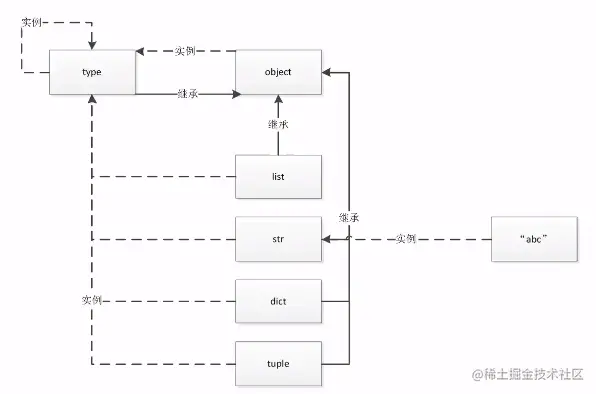 实例
实例
type
object
继承
继承
list
继承
str
实例
“abc”
dict
实例
tuple
@稀土掘金技术社区